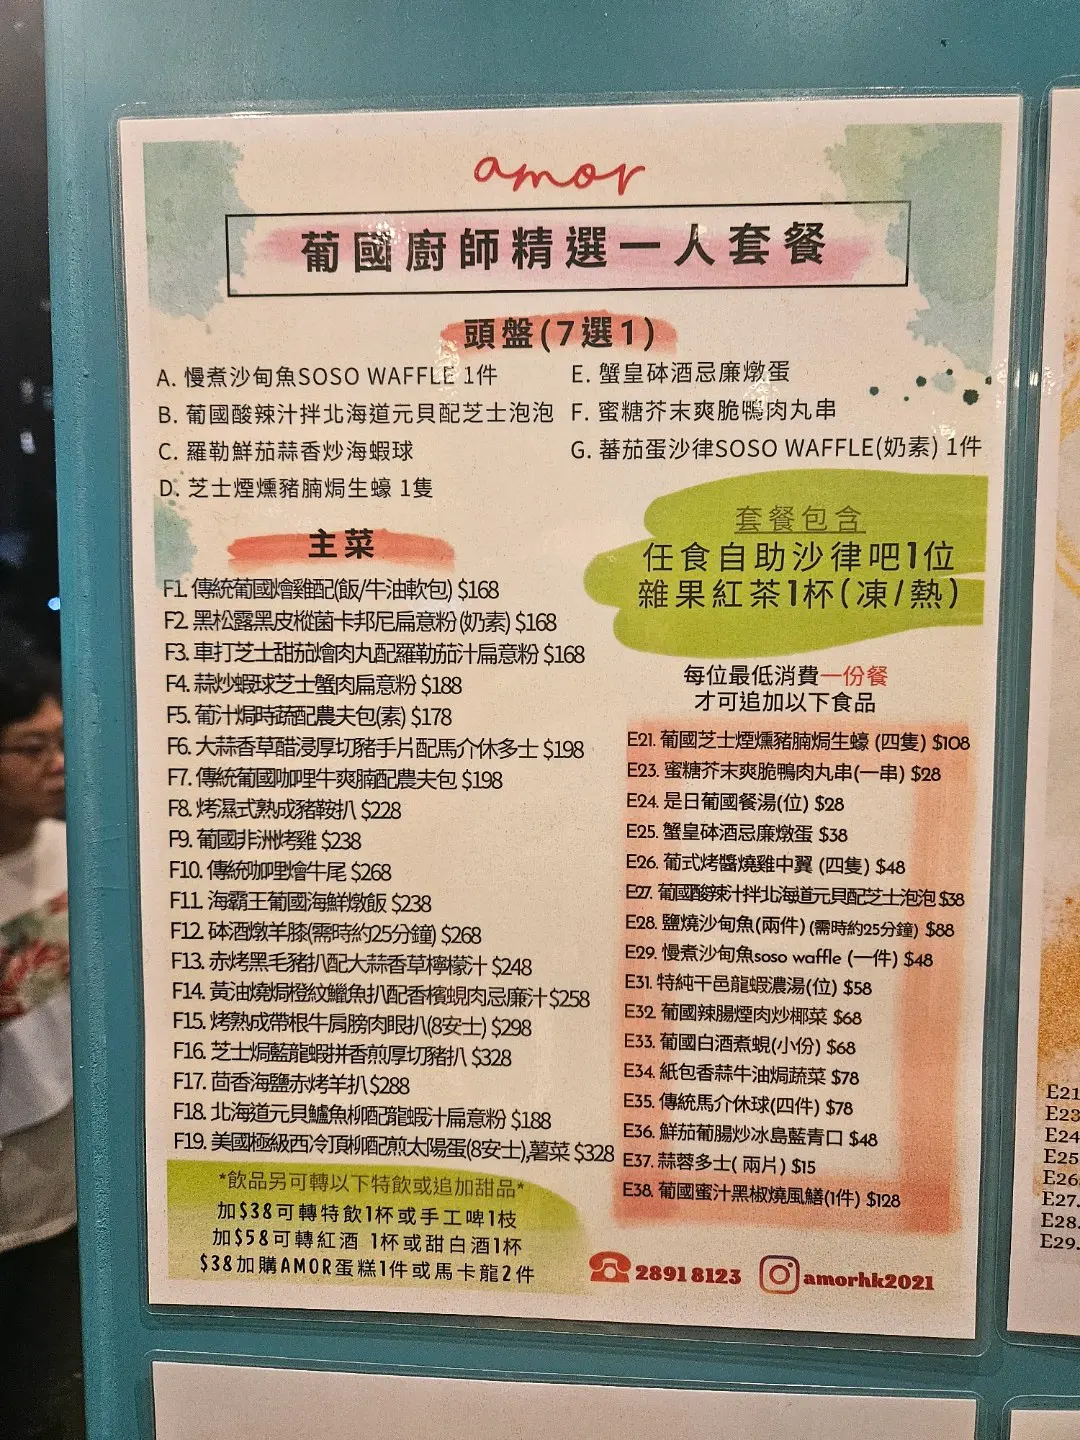 amor
葡國廚師精選一人套餐
頭盤(7選1)
A. 慢煮沙甸魚SOSO WAFFLE 1件
B. 葡國酸辣汁拌北海道元貝配芝士泡泡
C. 羅勒鮮茄蒜香炒海蝦球
D. 芝士煙燻豬腩焗生蠔 1隻
E. 蟹皇砵酒忌廉燉蛋
F. 蜜糖芥末爽脆鴨肉丸串
G. 蕃茄蛋沙律SOSO WAFFLE(奶素) 1件
主菜
F1. 傳統葡國燴雞配(飯/牛油軟包) $168
F2. 黑松露黑皮樅菌卡邦尼扁意粉(奶素) $168
F3. 車打芝士甜茄燴肉丸配羅勒茄汁扁意粉 $168
F4. 蒜炒蝦球芝士蟹肉扁意粉 $188
F5. 葡汁焗時蔬配農夫包(素) $178
F6. 大蒜香草醋浸厚切豬手片配馬介休多士 $198
F7. 傳統葡國咖哩牛爽腩配農夫包 $198
F8. 烤濕式熟成豬鞍扒 $228
F9. 葡國非洲烤雞 $238
F10. 傳統咖哩燴牛尾 $268
F11. 海霸王葡國海鮮燉飯 $238
F12. 砵酒燉羊膝(需時約25分鐘) $268
F13. 赤烤黑毛豬扒配大蒜香草檸檬汁 $248
F14. 黃油燒焗橙紋鱲魚扒配香檳蜆肉忌廉汁 $258
F15. 烤熟成帶根牛肩膀肉眼扒(8安士) $298
F16. 芝士焗藍龍蝦拼香煎厚切豬扒 $328
F17. 茴香海鹽赤烤羊扒 $288
F18. 北海道元貝鱸魚柳配龍蝦汁扁意粉 $188
F19. 美國極級西冷頂柳配煎太陽蛋(8安士),薯菜 $328
*飲品另可轉以下特飲或追加甜品*
加$38可轉特飲1杯或手工啤1枝
加$58可轉紅酒 1杯或甜白酒1杯
$38加購AMOR蛋糕1件或馬卡龍2件
套餐包含
任食自助沙律吧1位
雜果紅茶1杯(凍/熱)
每位最低消費一份餐
才可追加以下食品
E21. 葡國芝士煙燻豬腩焗生蠔 (四隻) $108
E23. 蜜糖芥末爽脆鴨肉丸串(一串) $28
E24. 是日葡國餐湯(位) $28
E25. 蟹皇砵酒忌廉燉蛋 $38
E26. 葡式烤醬燒雞中翼 (四隻) $48
E27. 葡國酸辣汁拌北海道元貝配芝士泡泡 $38
E28. 鹽燒沙甸魚(兩件) (需時約25分鐘) $88
E29. 慢煮沙甸魚soso waffle (一件) $48
E31. 特純干邑龍蝦濃湯(位) $58
E32. 葡國辣腸煙肉炒椰菜 $68
E33. 葡國白酒煮蜆(小份) $68
E34. 紙包香蒜牛油焗蔬菜 $78
E35. 傳統馬介休球(四件) $78
E36. 鮮茄葡腸炒冰島藍青口 $48
E37. 蒜蓉多士( 兩片) $15
E38. 葡國蜜汁黑椒燒風鱔(1件) $128
2891 8123
amorhk2021
E21
E23
E24
E25
E26.
E27.
E28.
E29.